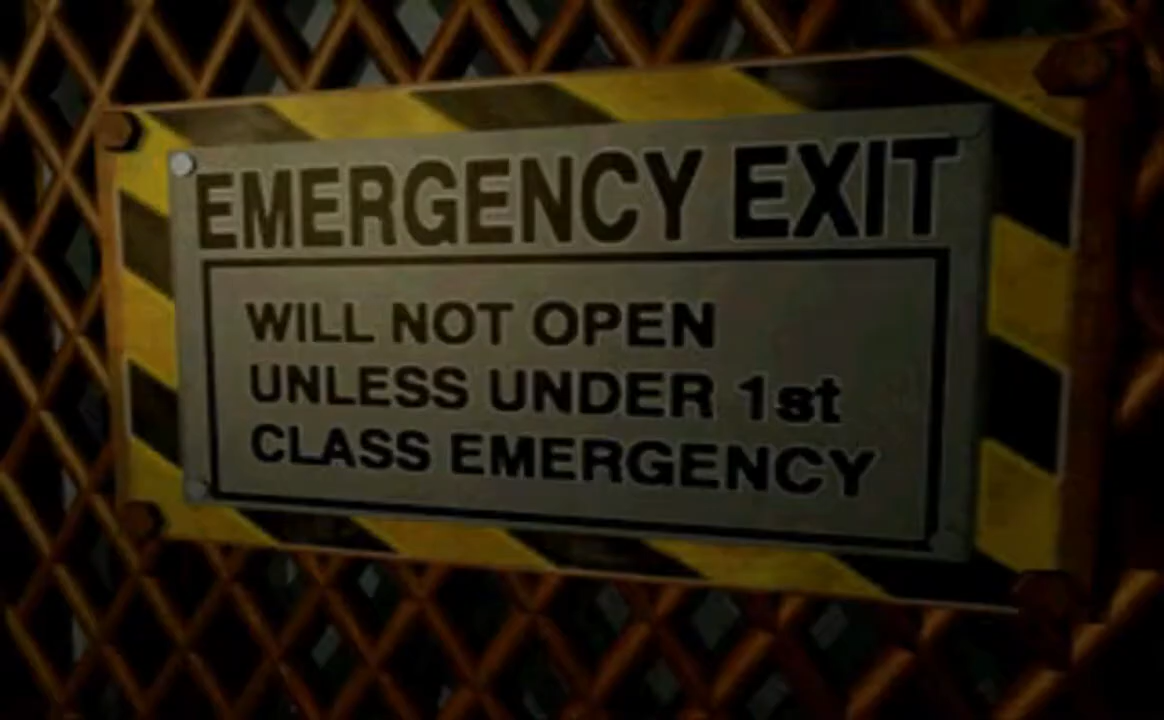 EMERGENCY EXIT
WILL NOT OPEN
UNLESS UNDER 1st
CLASS EMERGENCY